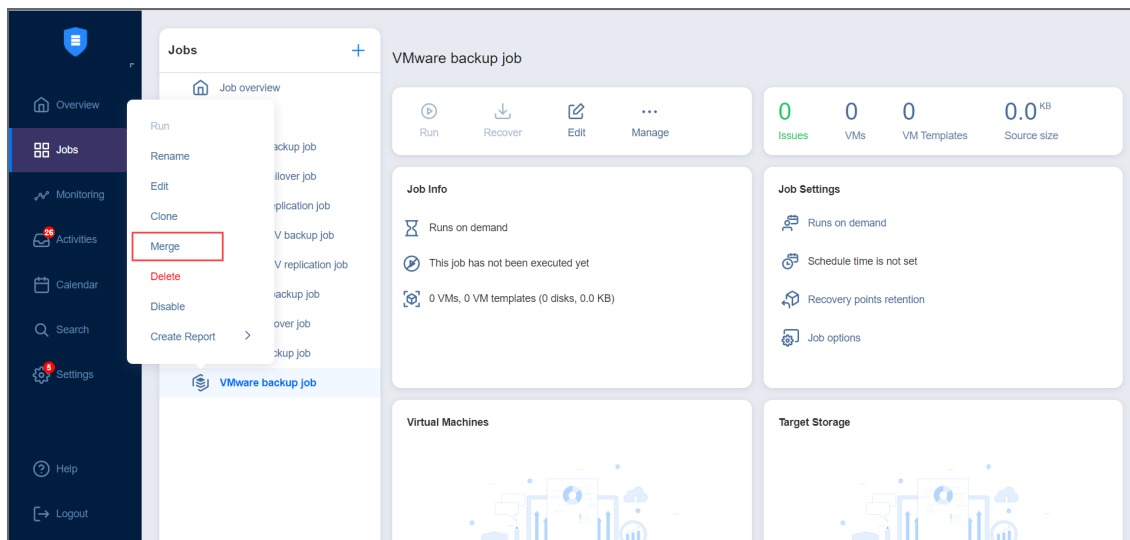 Overview
Jobs
Monitoring
26
Activities
Calendar
Search
5
Settings
Help
Logout
Jobs
+
Job overview
ackup job
ilover job
plication job
V backup job
V replication job
ackup job
over job
ckup job
VMware backup job
Run
Rename
Edit
Clone
Merge
Delete
Disable
Create Report
VMware backup job
Run
Recover
Edit
Manage
0
Issues
0
VMs
0
VM Templates
0.0 KB
Source size
Job Info
Runs on demand
This job has not been executed yet
0 VMs, 0 VM templates (0 disks, 0.0 KB)
Job Settings
Runs on demand
Schedule time is not set
Recovery points retention
Job options
Virtual Machines
Target Storage